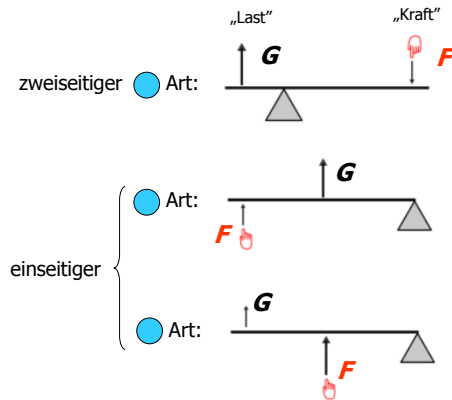 „Last” „Kraft”
G F
zweiseitiger Art:
G
Art:
F
einseitiger
G
Art:
F